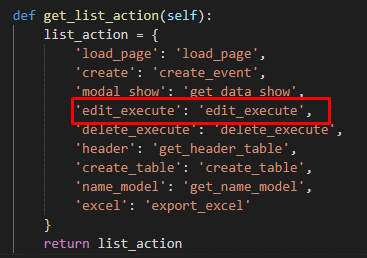 def get_list_action(self):
list_action = {
'load_page': 'load_page',
'create': 'create_event',
'modal_show': 'get_data_show',
'edit_execute': 'edit_execute',
'delete_execute': 'delete_execute',
'header': 'get_header_table',
'create_table': 'create_table',
'name_model': 'get_name_model',
'excel': 'export_excel'
}
return list_action